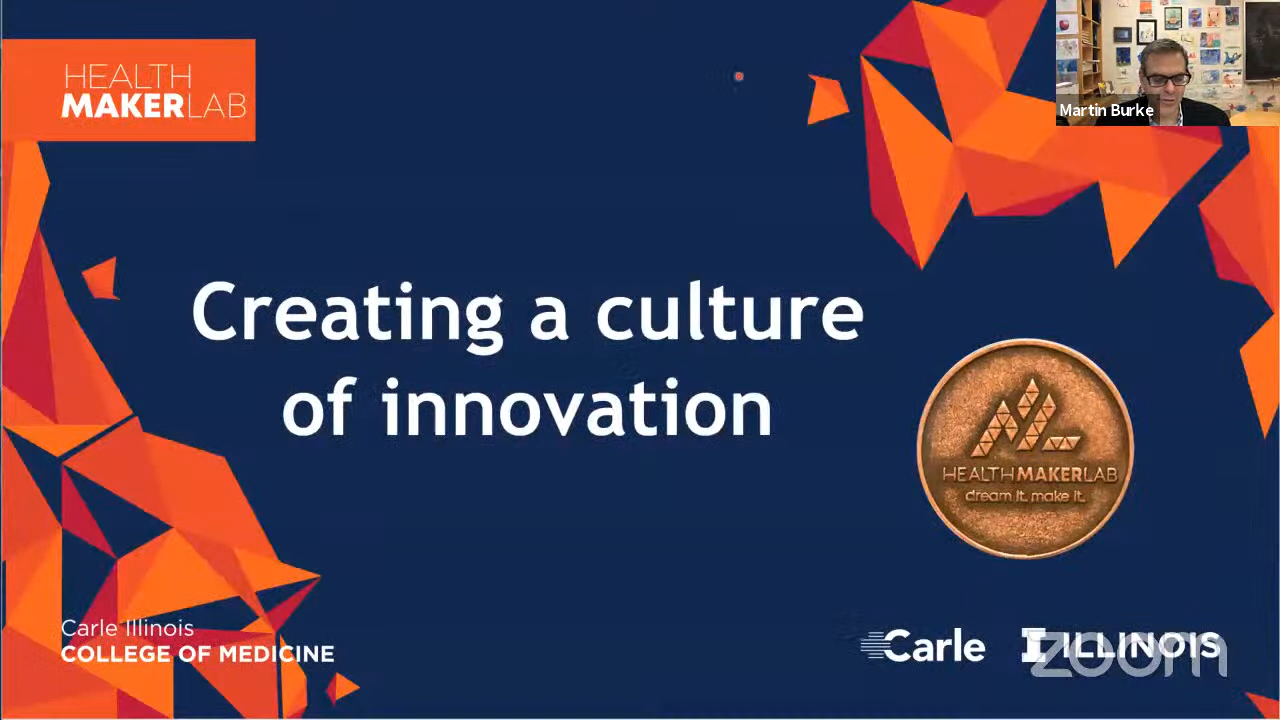 HEALTH
MAKERLAB
Martin Burke
Creating a culture
of innovation
HEALTHMAKERLAB
dream it. make it.
Carle Illinois
COLLEGE OF MEDICINE
Carle
I ILLINOIS
zoom